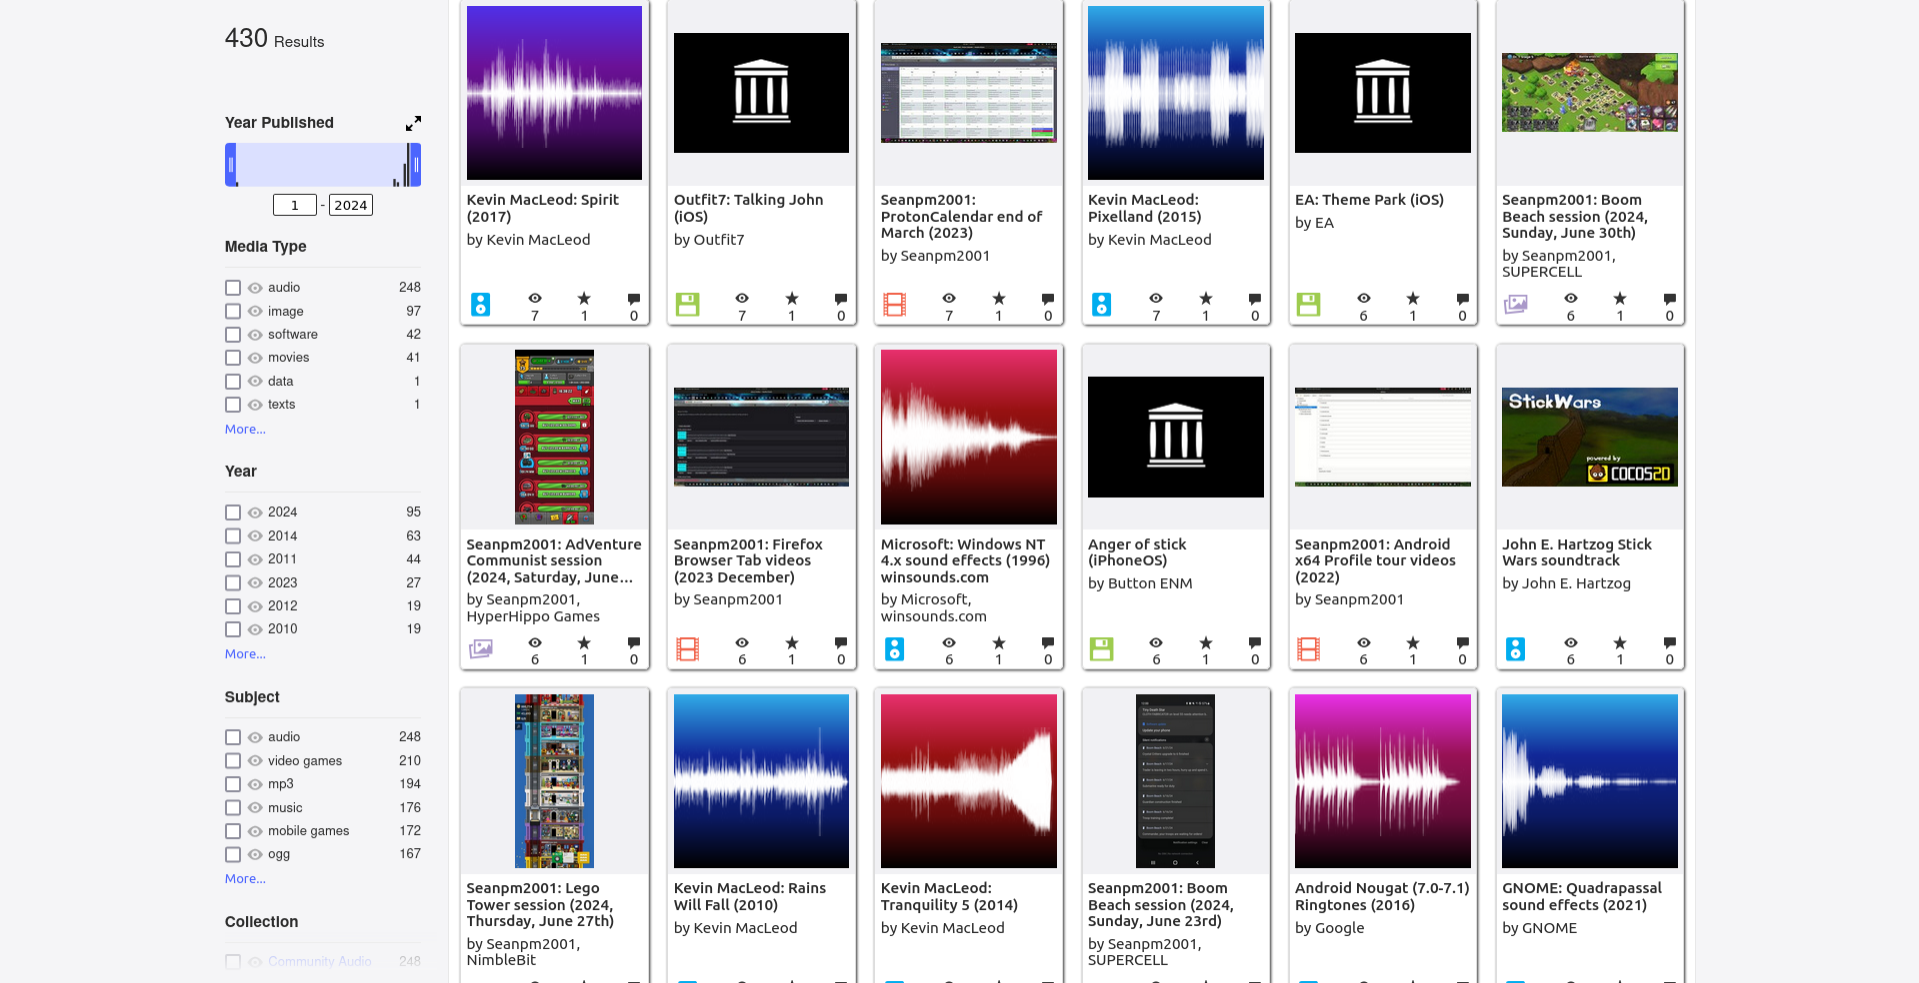 430 Results
Year Published
1 - 2024
Media Type
audio 248
image 97
software 42
movies 41
data 1
texts 1
More...
Year
2024 95
2014 63
2011 44
2023 27
2012 19
2010 19
More...
Subject
audio 248
video games 210
mp3 194
music 176
mobile games 172
ogg 167
More...
Collection
Community Audio 248
Kevin MacLeod: Spirit
(2017)
by Kevin MacLeod
7 1 0
Outfit7: Talking John
(iOS)
by Outfit7
7 1 0
Seanpm2001:
ProtonCalendar end of
March (2023)
by Seanpm2001
7 1 0
Kevin MacLeod:
Pixelland (2015)
by Kevin MacLeod
7 1 0
EA: Theme Park (iOS)
by EA
6 1 0
Seanpm2001: Boom
Beach session (2024,
Sunday, June 30th)
by Seanpm2001,
SUPERCELL
6 1 0
Seanpm2001: AdVenture
Communist session
(2024, Saturday, June...
by Seanpm2001,
HyperHippo Games
6 1 0
Seanpm2001: Firefox
Browser Tab videos
(2023 December)
by Seanpm2001
6 1 0
Microsoft: Windows NT
4.x sound effects (1996)
winsounds.com
by Microsoft,
winsounds.com
6 1 0
Anger of stick
(iPhoneOS)
by Button ENM
6 1 0
Seanpm2001: Android
x64 Profile tour videos
(2022)
by Seanpm2001
6 1 0
StickWars
powered by
COCOS2D
John E. Hartzog Stick
Wars soundtrack
by John E. Hartzog
6 1 0
Seanpm2001: Lego
Tower session (2024,
Thursday, June 27th)
by Seanpm2001,
NimbleBit
Kevin MacLeod: Rains
Will Fall (2010)
by Kevin MacLeod
Kevin MacLeod:
Tranquility 5 (2014)
by Kevin MacLeod
Seanpm2001: Boom
Beach session (2024,
Sunday, June 23rd)
by Seanpm2001,
SUPERCELL
Android Nougat (7.0-7.1)
Ringtones (2016)
by Google
GNOME: Quadrapassal
sound effects (2021)
by GNOME